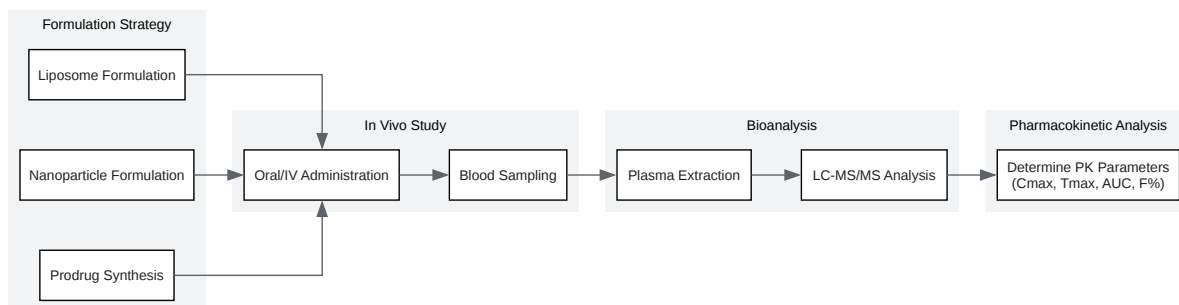 Formulation Strategy
Liposome Formulation
Nanoparticle Formulation
Prodrug Synthesis
In Vivo Study
Oral/IV Administration
Blood Sampling
Bioanalysis
Plasma Extraction
LC-MS/MS Analysis
Pharmacokinetic Analysis
Determine PK Parameters
(Cmax, Tmax, AUC, F%)